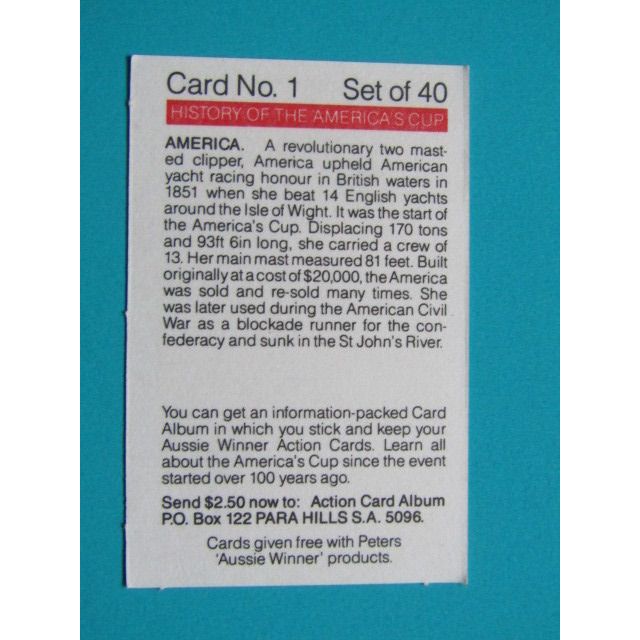 Card No. 1 Set of 40
HISTORY OF THE AMERICA'S CUP
AMERICA. A revolutionary two mast-
ed clipper, America upheld American
yacht racing honour in British waters in
1851 when she beat 14 English yachts
around the Isle of Wight. It was the start of
the America's Cup. Displacing 170 tons
and 93ft 6in long, she carried a crew of
13. Her main mast measured 81 feet. Built
originally at a cost of $20,000, the America
was sold and re-sold many times. She
was later used during the American Civil
War as a blockade runner for the con-
federacy and sunk in the St John's River.
You can get an information-packed Card
Album in which you stick and keep your
Aussie Winner Action Cards. Learn all
about the America's Cup since the event
started over 100 years ago.
Send $2.50 now to: Action Card Album
P.O. Box 122 PARA HILLS S.A. 5096.
Cards given free with Peters
'Aussie Winner' products.